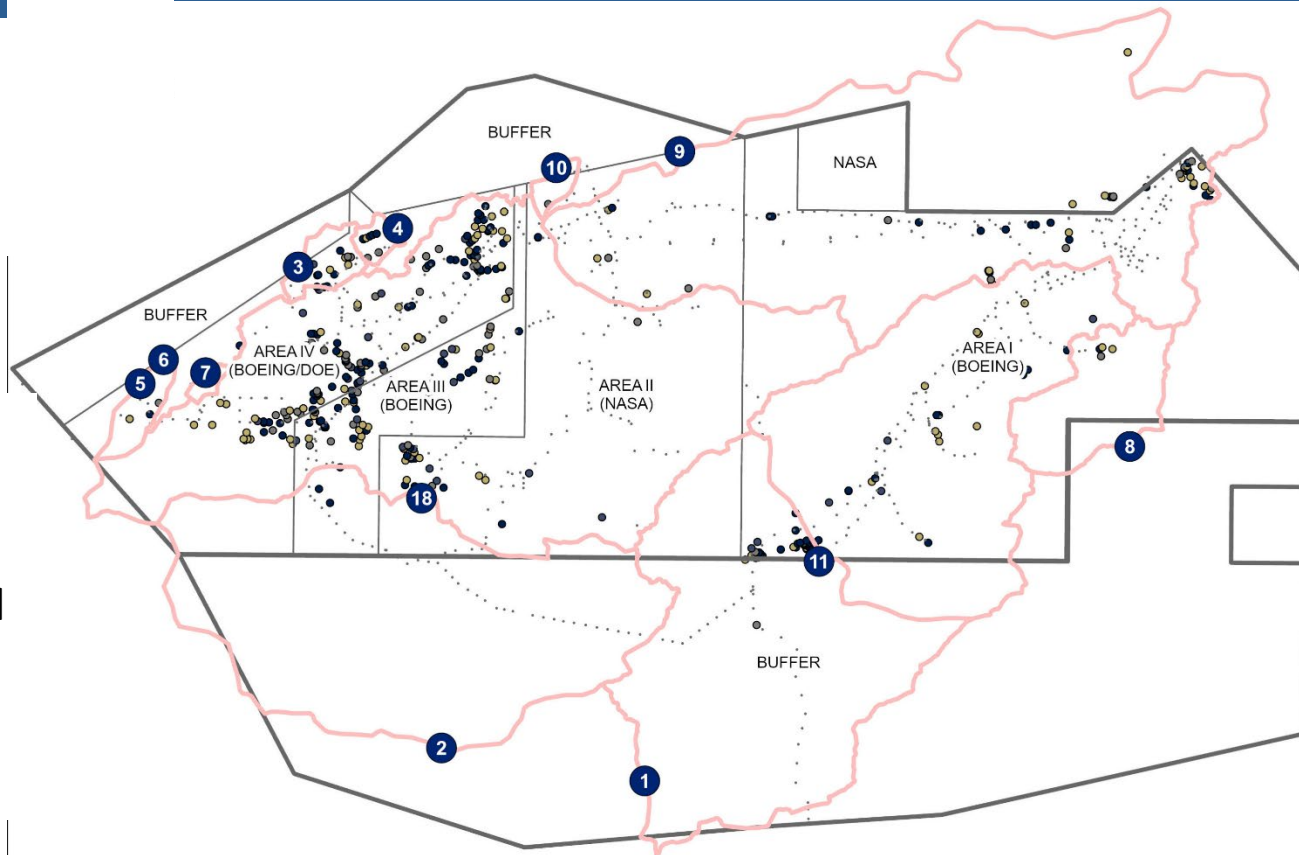 BUFFER
9
10
NASA
4
3
BUFFER
6
5
7
AREA IV
(BOEING/DOE)
AREA III
(BOEING)
AREA II
(NASA)
AREA I
(BOEING)
8
18
11
BUFFER
2
1